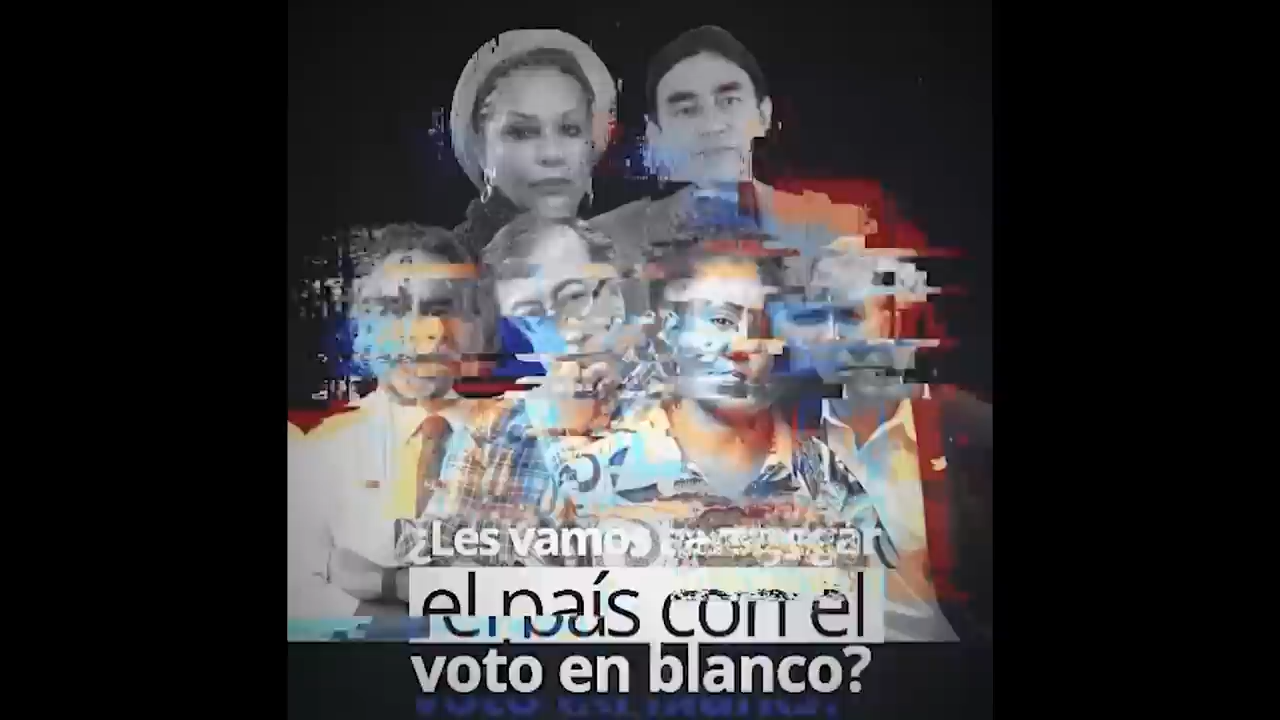 ¿Les vamos
el país con el
voto en blanco?